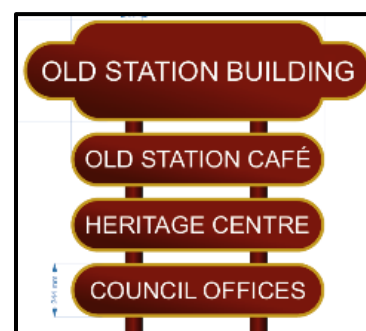 OLD STATION BUILDING
OLD STATION CAFÉ
HERITAGE CENTRE
COUNCIL OFFICES